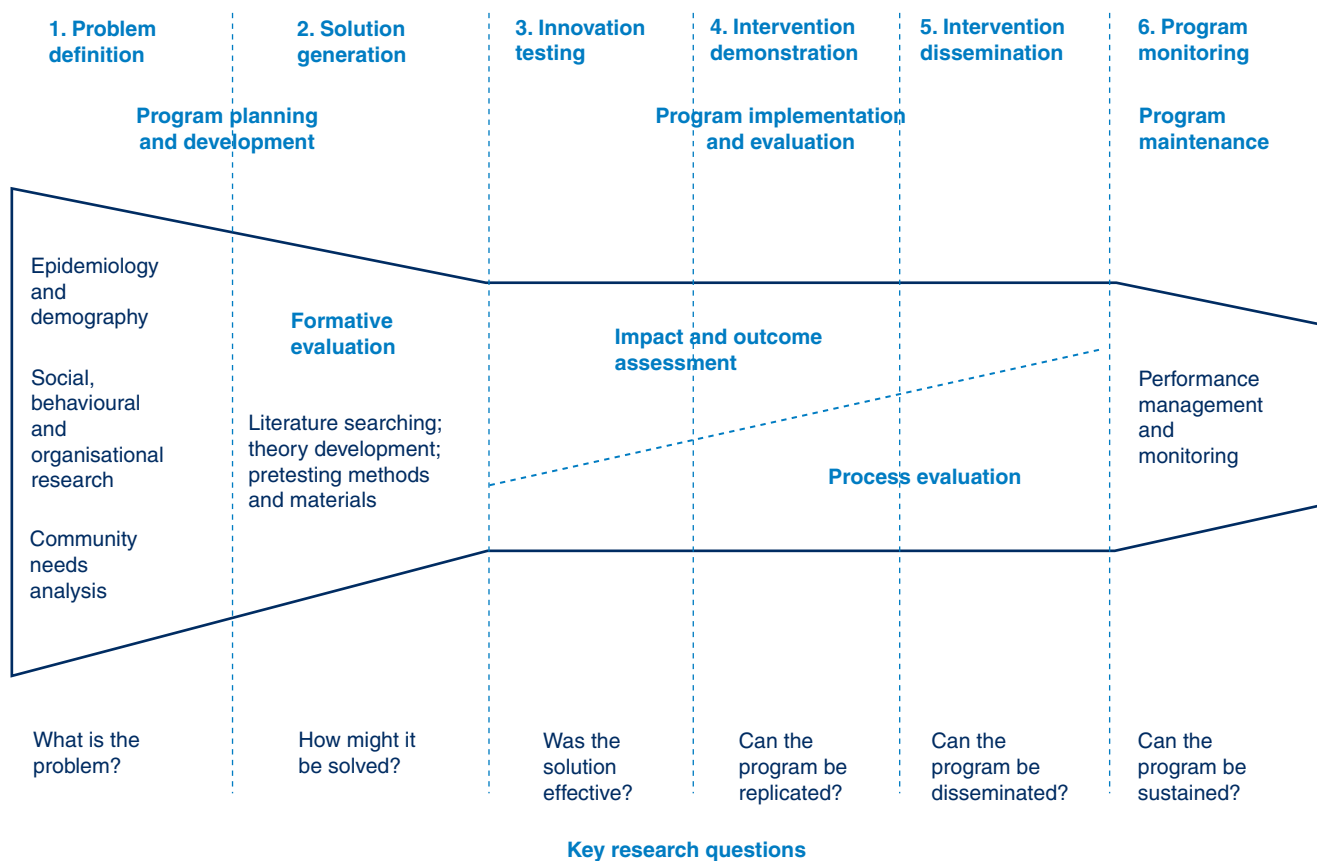 1. Problem
definition
2. Solution
generation
3. Innovation
testing
4. Intervention
demonstration
5. Intervention
dissemination
6. Program
monitoring
Program planning
and development
Program implementation
and evaluation
Program
maintenance
Epidemiology
and
demography
Social,
behavioural
and
organisational
research
Community
needs
analysis
Formative
evaluation
Literature searching;
theory development;
pretesting methods
and materials
Impact and outcome
assessment
Process evaluation
Performance
management
and
monitoring
What is the
problem?
How might it
be solved?
Was the
solution
effective?
Can the
program be
replicated?
Can the
program be
disseminated?
Can the
program be
sustained?
Key research questions